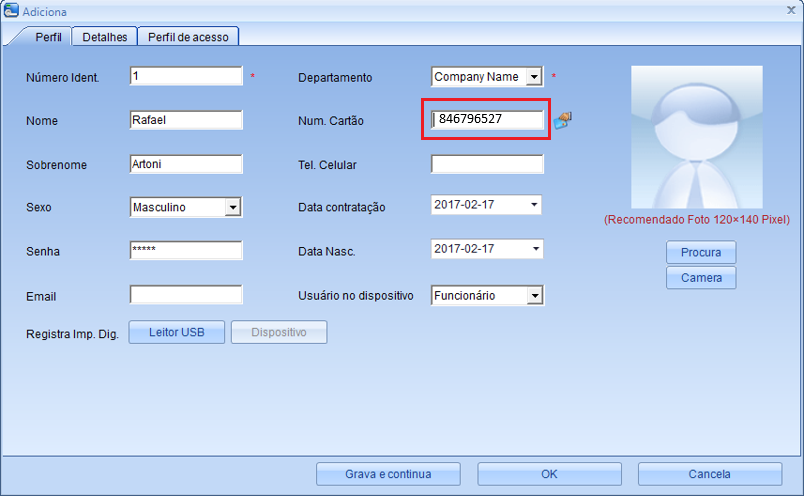 Adiciona
Perfil Detalhes Perfil de acesso
Número Ident. 1 * Departamento Company Name *
Nome Rafael Num. Cartão 846796527
Sobrenome Artoni Tel. Celular
Sexo Masculino Data contratação 2017-02-17
(Recomendado Foto 120×140 Pixel)
Senha ***** Data Nasc. 2017-02-17 Procura
Camera
Email Usuário no dispositivo Funcionário
Registra Imp. Dig. Leitor USB Dispositivo
Grava e continua OK Cancela